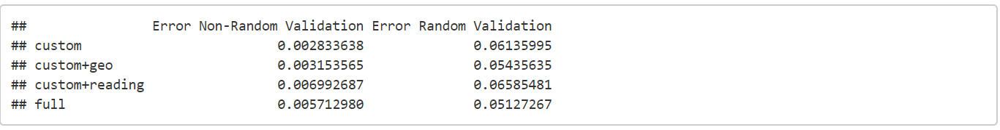 ##                  Error Non-Random Validation Error Random Validation
## custom                         0.002833638              0.06135995
## custom+geo                     0.003153565              0.05435635
## custom+reading                 0.006992687              0.06585481
## full                           0.005712980              0.05127267